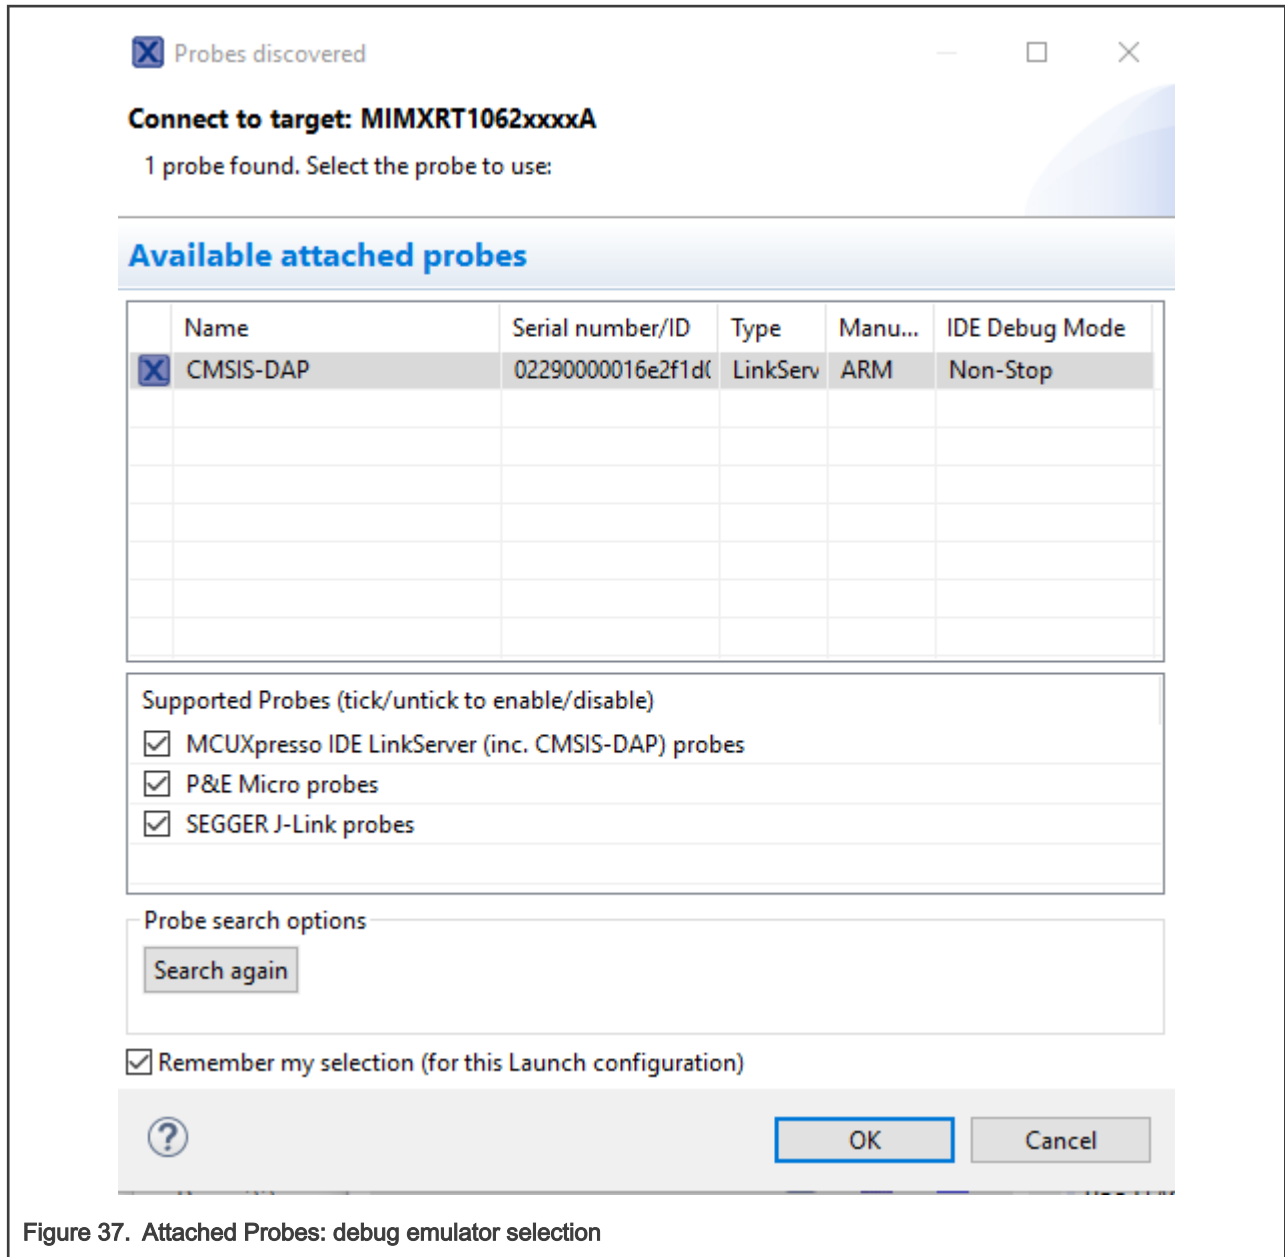 Probes discovered
Connect to target: MIMXRT1062xxxxA
1 probe found. Select the probe to use:
Available attached probes
Name Serial number/ID Type Manu... IDE Debug Mode
CMSIS-DAP 02290000016e2f1d( LinkServ ARM Non-Stop
Supported Probes (tick/untick to enable/disable)
MCUXpresso IDE LinkServer (inc. CMSIS-DAP) probes
P&E Micro probes
SEGGER J-Link probes
Probe search options
Search again
Remember my selection (for this Launch configuration)
OK Cancel
Figure 37. Attached Probes: debug emulator selection